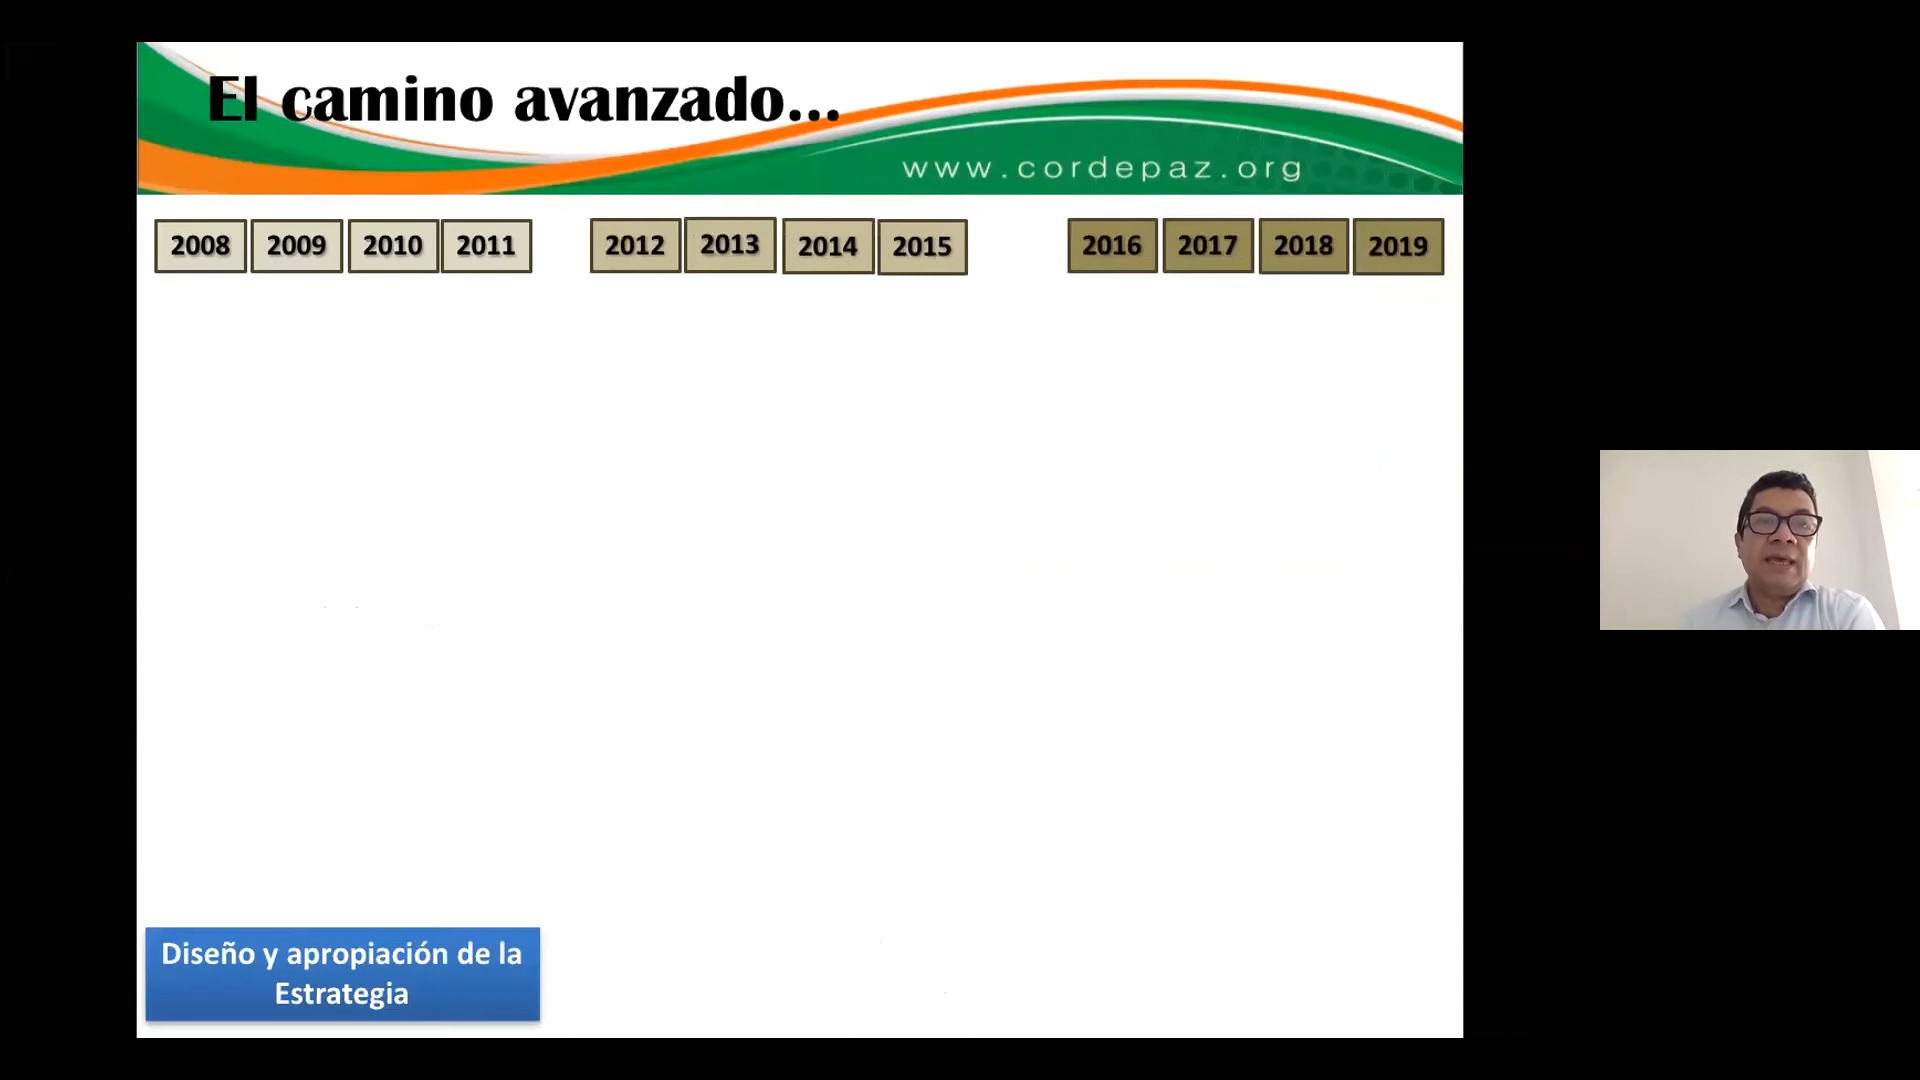 El camino avanzado...
www.cordepaz.org
2008 2009 2010 2011 2012 2013 2014 2015 2016 2017 2018 2019
Diseño y apropiación de la
Estrategia